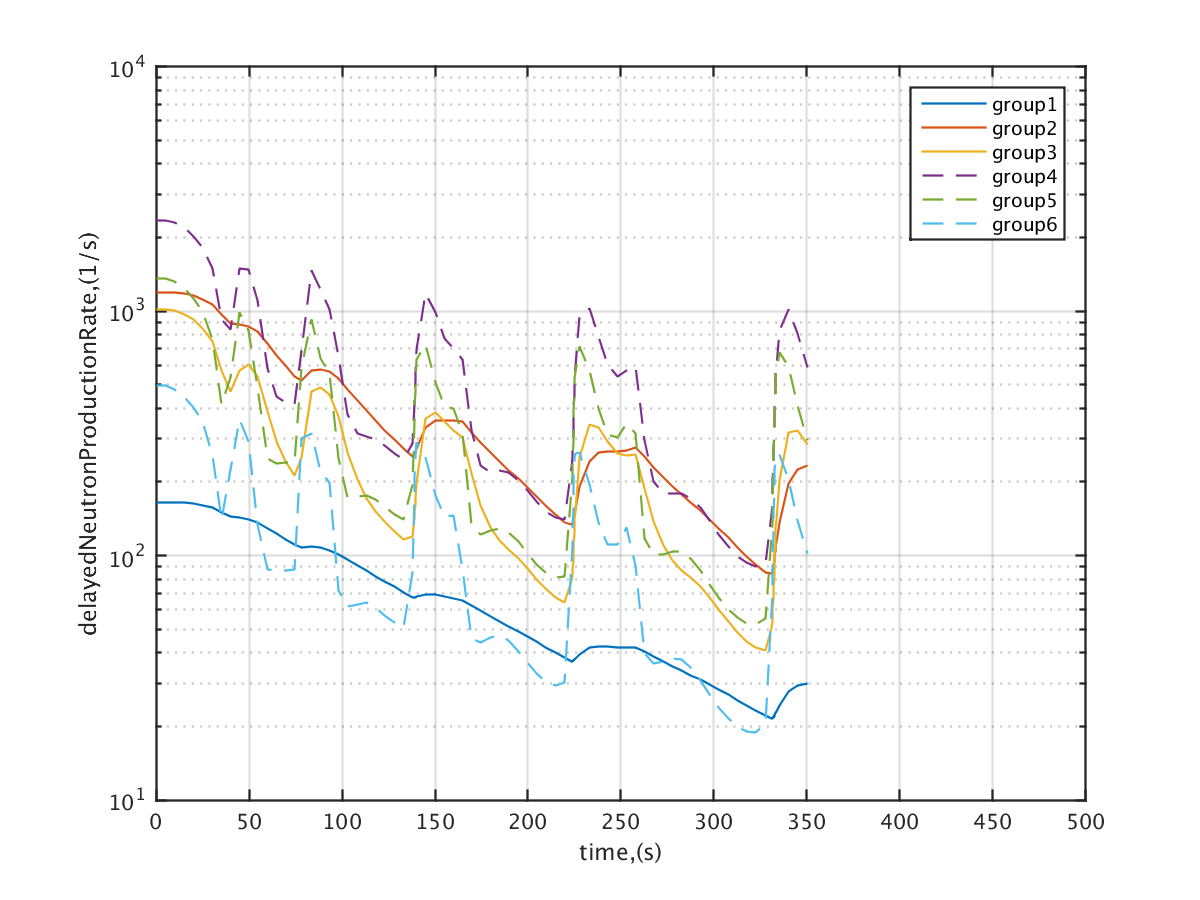 10^4
10^3
10^2
10^1
delayedNeutronProductionRate,(1/s)
group1
group2
group3
group4
group5
group6
0 50 100 150 200 250 300 350 400 450 500
time,(s)